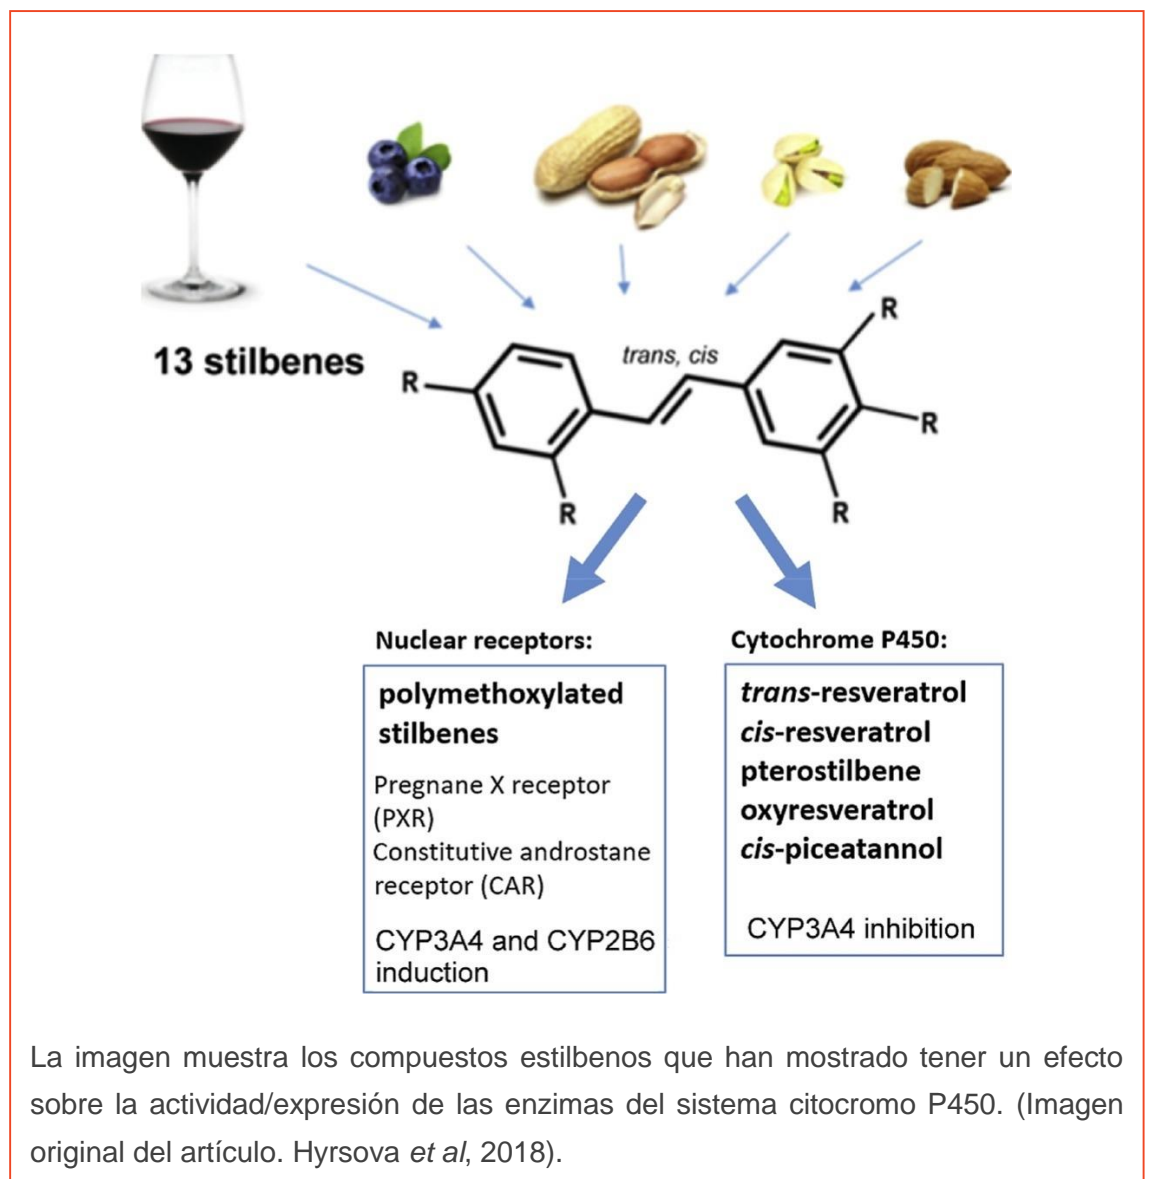 13 stilbenes
trans, cis
R
R
R
R
R
Nuclear receptors:
polymethoxylated
stilbenes
Pregnane X receptor
(PXR)
Constitutive androstane
receptor (CAR)
CYP3A4 and CYP2B6
induction
Cytochrome P450:
trans-resveratrol
cis-resveratrol
pterostilbene
oxyresveratrol
cis-piceatannol
CYP3A4 inhibition
La imagen muestra los compuestos estilbenos que han mostrado tener un efecto
sobre la actividad/expresión de las enzimas del sistema citocromo P450. (Imagen
original del artículo. Hyrsova et al, 2018).